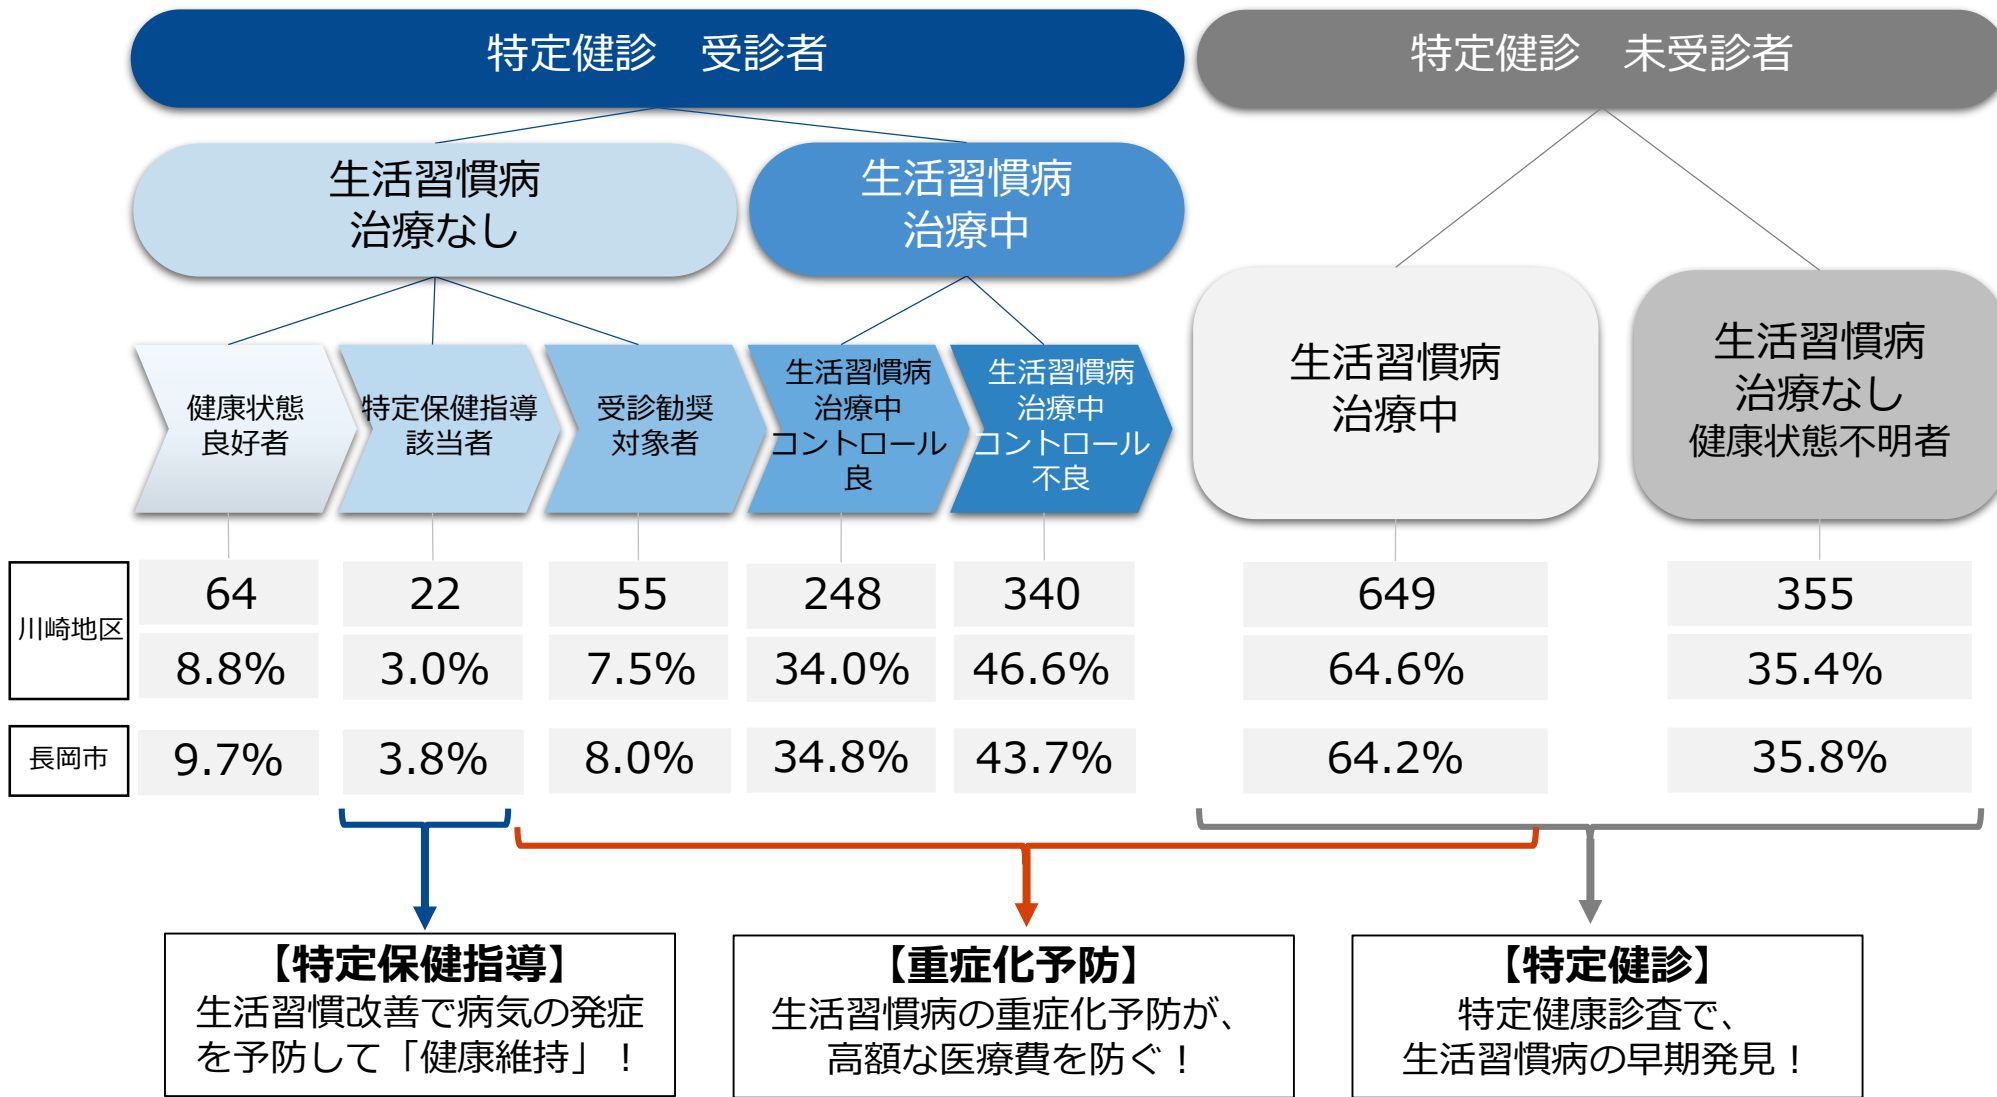 特定健診　受診者
特定健診　未受診者
生活習慣病
治療なし
生活習慣病
治療中
健康状態
良好者
特定保健指導
該当者
受診勧奨
対象者
生活習慣病
治療中
コントロール
良
生活習慣病
治療中
コントロール
不良
生活習慣病
治療中
生活習慣病
治療なし
健康状態不明者
川崎地区
64
22
55
248
340
649
355
8.8%
3.0%
7.5%
34.0%
46.6%
64.6%
35.4%
長岡市
9.7%
3.8%
8.0%
34.8%
43.7%
64.2%
35.8%
【特定保健指導】
生活習慣改善で病気の発症
を予防して「健康維持」！
【重症化予防】
生活習慣病の重症化予防が、
高額な医療費を防ぐ！
【特定健診】
特定健康診査で、
生活習慣病の早期発見！